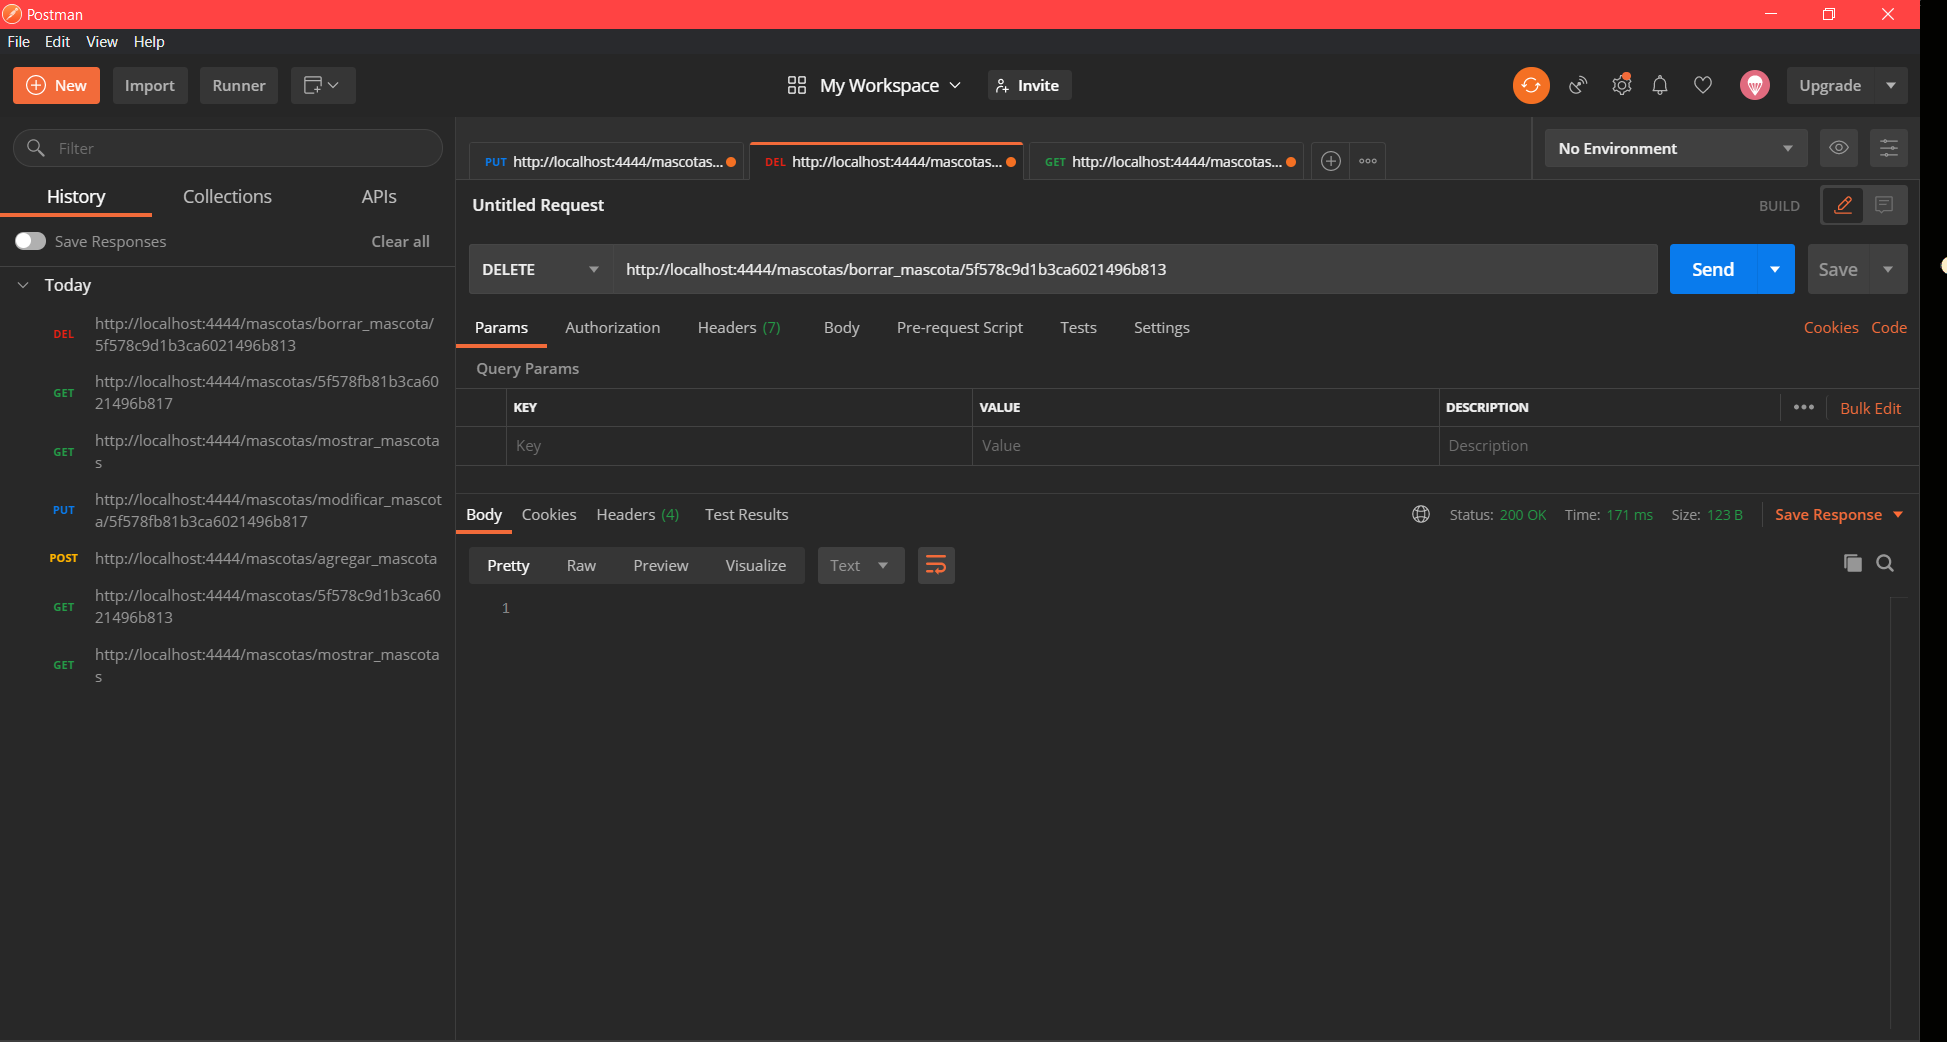 Postman
File Edit View Help
New Import Runner
My Workspace Invite
Upgrade
Filter
History Collections APIs
Save Responses Clear all
Today
DEL http://localhost:4444/mascotas/borrar_mascota/
5f578c9d1b3ca6021496b813
GET http://localhost:4444/mascotas/5f578fb81b3ca60
21496b817
GET http://localhost:4444/mascotas/mostrar_mascota
s
PUT http://localhost:4444/mascotas/modificar_mascot
a/5f578fb81b3ca6021496b817
POST http://localhost:4444/mascotas/agregar_mascota
GET http://localhost:4444/mascotas/5f578c9d1b3ca60
21496b813
GET http://localhost:4444/mascotas/mostrar_mascota
s
PUT http://localhost:4444/mascotas... DEL http://localhost:4444/mascotas... GET http://localhost:4444/mascotas...
No Environment
Untitled Request BUILD
DELETE http://localhost:4444/mascotas/borrar_mascota/5f578c9d1b3ca6021496b813 Send Save
Params Authorization Headers (7) Body Pre-request Script Tests Settings Cookies Code
Query Params
KEY VALUE DESCRIPTION ••• Bulk Edit
Key Value Description
Body Cookies Headers (4) Test Results Status: 200 OK Time: 171 ms Size: 123 B Save Response
Pretty Raw Preview Visualize Text
1